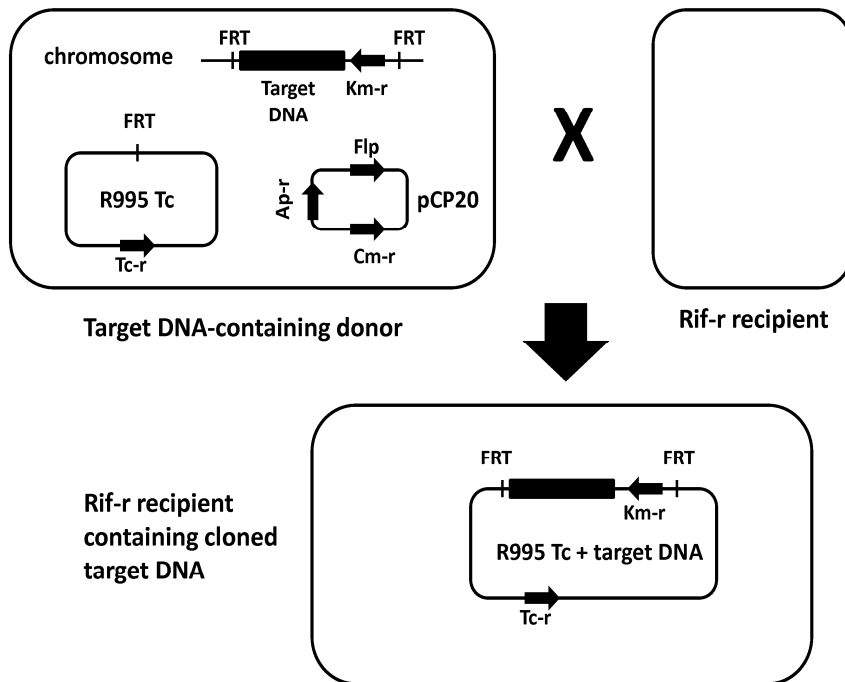 FRT
FRT
chromosome
Target
DNA
Km-r
FRT
R995 Tc
Tc-r
Flp
Ap-r
pCP20
Cm-r
X
Target DNA-containing donor
Rif-r recipient
Rif-r recipient
containing cloned
target DNA
FRT
FRT
Km-r
R995 Tc + target DNA
Tc-r